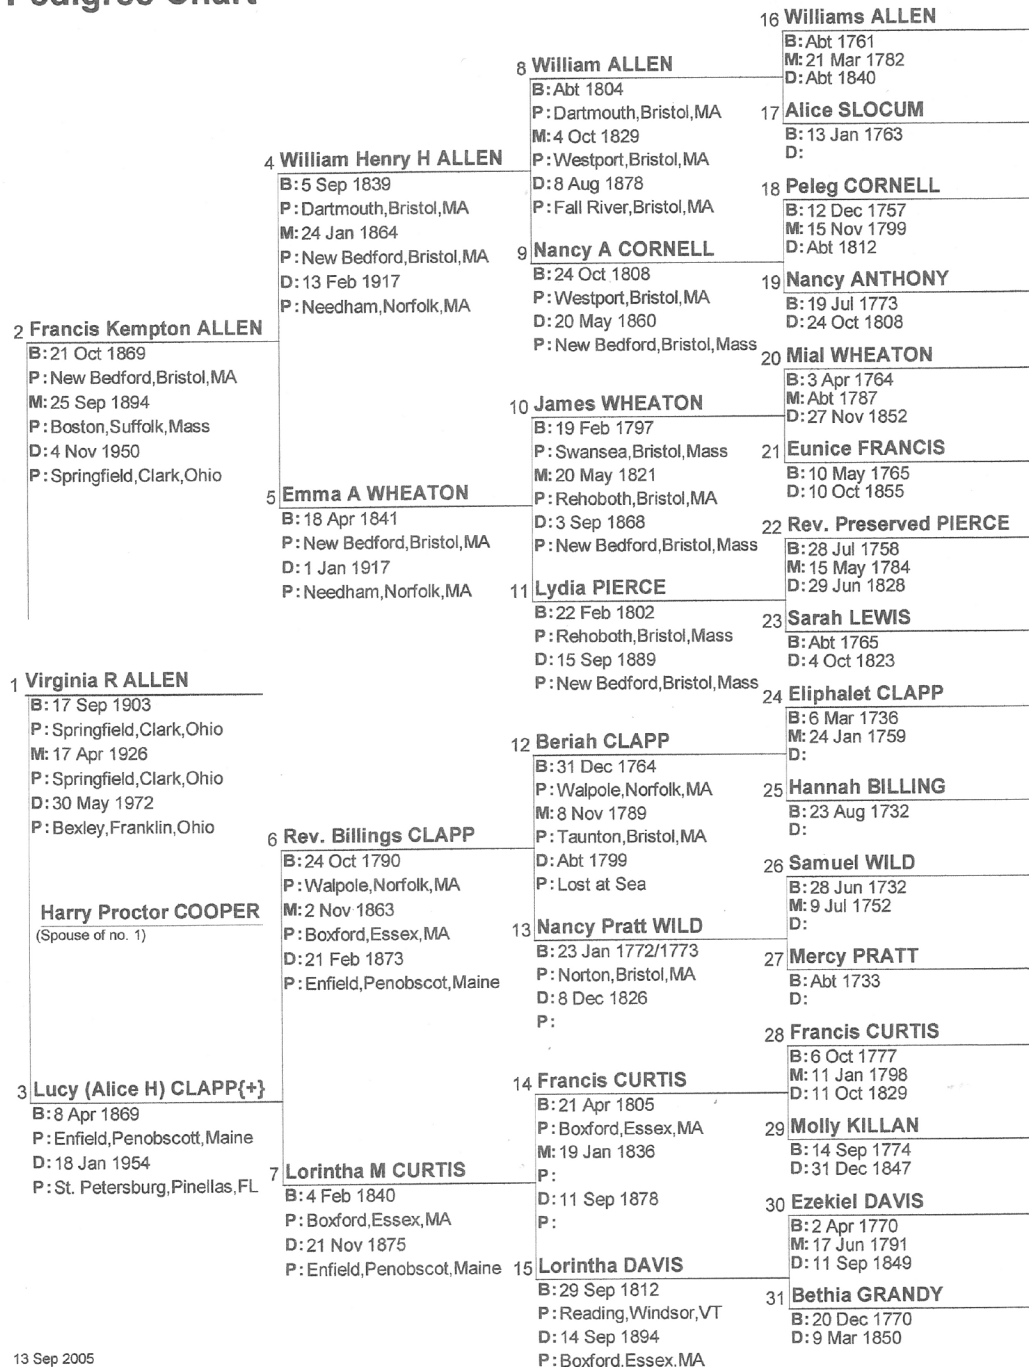 Pedigree Chart
16 Williams ALLEN
B: Abt 1761
M: 21 Mar 1782
D: Abt 1840
8 William ALLEN
B: Abt 1804
P: Dartmouth,Bristol,MA
M: 4 Oct 1829
P: Westport,Bristol,MA
D: 8 Aug 1878
P: Fall River,Bristol,MA
17 Alice SLOCUM
B: 13 Jan 1763
D:
4 William Henry H ALLEN
B: 5 Sep 1839
P: Dartmouth,Bristol,MA
M: 24 Jan 1864
P: New Bedford,Bristol,MA
D: 13 Feb 1917
P: Needham,Norfolk,MA
18 Peleg CORNELL
B: 12 Dec 1757
M: 15 Nov 1799
D: Abt 1812
9 Nancy A CORNELL
B: 24 Oct 1808
P: Westport,Bristol,MA
D: 20 May 1860
P: New Bedford,Bristol,Mass
19 Nancy ANTHONY
B: 19 Jul 1773
D: 24 Oct 1808
2 Francis Kempton ALLEN
B: 21 Oct 1869
P: New Bedford,Bristol,MA
M: 25 Sep 1894
P: Boston,Suffolk,Mass
D: 4 Nov 1950
P: Springfield,Clark,Ohio
20 Mial WHEATON
B: 3 Apr 1764
M: Abt 1787
D: 27 Nov 1852
10 James WHEATON
B: 19 Feb 1797
P: Swansea,Bristol,Mass
M: 20 May 1821
P: Rehoboth,Bristol,MA
D: 3 Sep 1868
P: New Bedford,Bristol,Mass
21 Eunice FRANCIS
B: 10 May 1765
D: 10 Oct 1855
5 Emma A WHEATON
B: 18 Apr 1841
P: New Bedford,Bristol,MA
D: 1 Jan 1917
P: Needham,Norfolk,MA
22 Rev. Preserved PIERCE
B: 28 Jul 1758
M: 15 May 1784
D: 29 Jun 1828
11 Lydia PIERCE
B: 22 Feb 1802
P: Rehoboth,Bristol,Mass
D: 15 Sep 1889
P: New Bedford,Bristol,Mass
23 Sarah LEWIS
B: Abt 1765
D: 4 Oct 1823
1 Virginia R ALLEN
B: 17 Sep 1903
P: Springfield,Clark,Ohio
M: 17 Apr 1926
P: Springfield,Clark,Ohio
D: 30 May 1972
P: Bexley,Franklin,Ohio
24 Eliphalet CLAPP
B: 6 Mar 1736
M: 24 Jan 1759
D:
12 Beriah CLAPP
B: 31 Dec 1764
P: Walpole,Norfolk,MA
M: 8 Nov 1789
P: Taunton,Bristol,MA
D: Abt 1799
P: Lost at Sea
25 Hannah BILLING
B: 23 Aug 1732
D:
6 Rev. Billings CLAPP
B: 24 Oct 1790
P: Walpole,Norfolk,MA
M: 2 Nov 1863
P: Boxford,Essex,MA
D: 21 Feb 1873
P: Enfield,Penobscot,Maine
26 Samuel WILD
B: 28 Jun 1732
M: 9 Jul 1752
D:
Harry Proctor COOPER
(Spouse of no. 1)
13 Nancy Pratt WILD
B: 23 Jan 1772/1773
P: Norton,Bristol,MA
D: 8 Dec 1826
P:
27 Mercy PRATT
B: Abt 1733
D:
28 Francis CURTIS
B: 6 Oct 1777
M: 11 Jan 1798
D: 11 Oct 1829
3 Lucy (Alice H) CLAPP{+}
B: 8 Apr 1869
P: Enfield,Penobscott,Maine
D: 18 Jan 1954
P: St. Petersburg,Pinellas,FL
14 Francis CURTIS
B: 21 Apr 1805
P: Boxford,Essex,MA
M: 19 Jan 1836
P:
D: 11 Sep 1878
P:
29 Molly KILLAN
B: 14 Sep 1774
D: 31 Dec 1847
7 Lorintha M CURTIS
B: 4 Feb 1840
P: Boxford,Essex,MA
D: 21 Nov 1875
P: Enfield,Penobscot,Maine
30 Ezekiel DAVIS
B: 2 Apr 1770
M: 17 Jun 1791
D: 11 Sep 1849
15 Lorintha DAVIS
B: 29 Sep 1812
P: Reading,Windsor,VT
D: 14 Sep 1894
P: Boxford,Essex,MA
31 Bethia GRANDY
B: 20 Dec 1770
D: 9 Mar 1850
13 Sep 2005